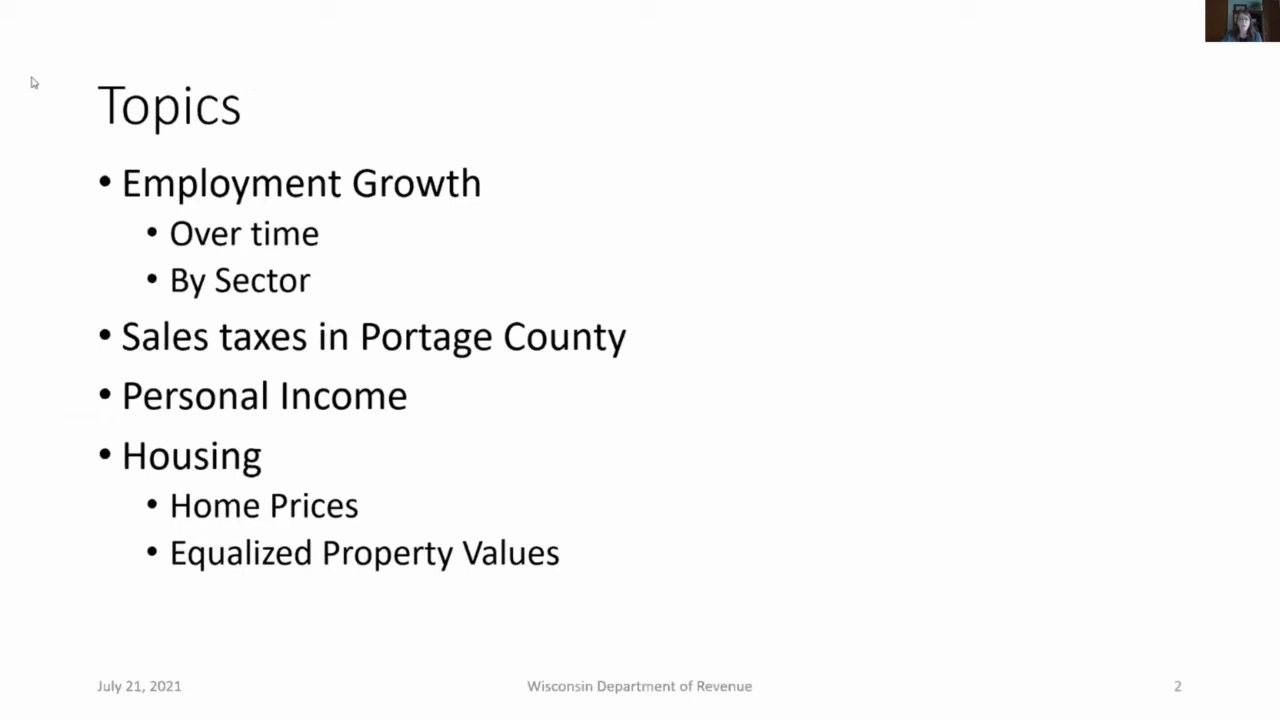 Topics
• Employment Growth
• Over time
• By Sector
• Sales taxes in Portage County
• Personal Income
• Housing
• Home Prices
• Equalized Property Values
July 21, 2021
Wisconsin Department of Revenue
2